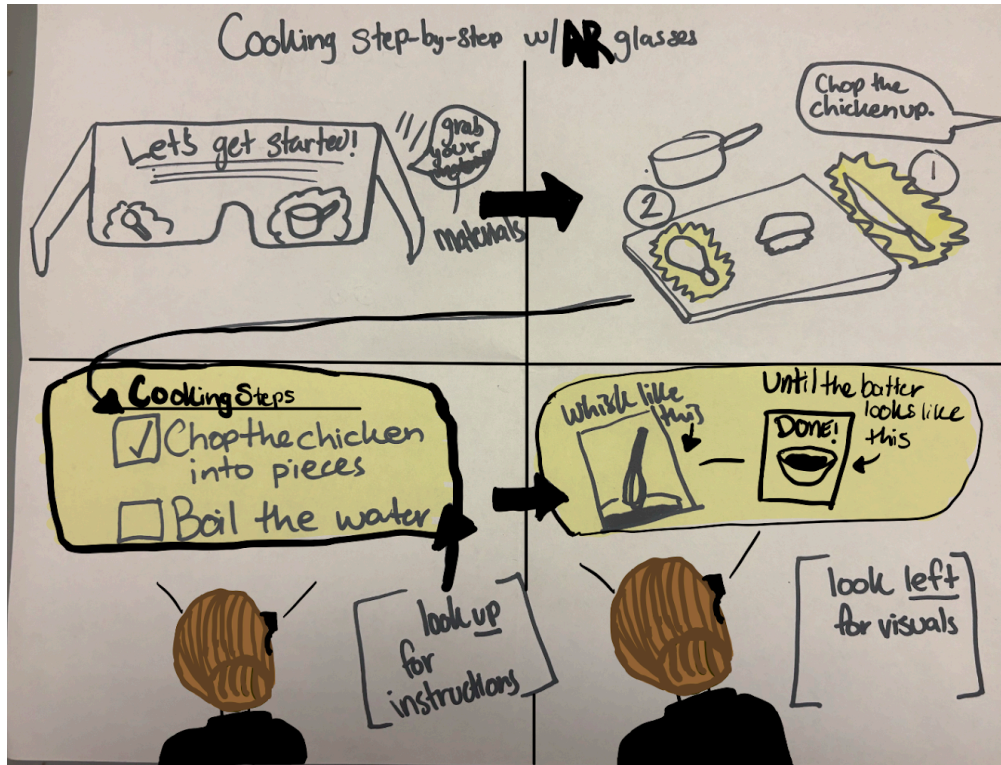 Cooking step-by-step w/ AR glasses
Let's get started!
grab
your
materials
Chop the
chicken up.
1
2
Cooking Steps
Chop the chicken
into pieces
Boil the water
look up
for
instructions
Whisk like
this
Until the batter
looks like
this
DONE!
look left
for visuals